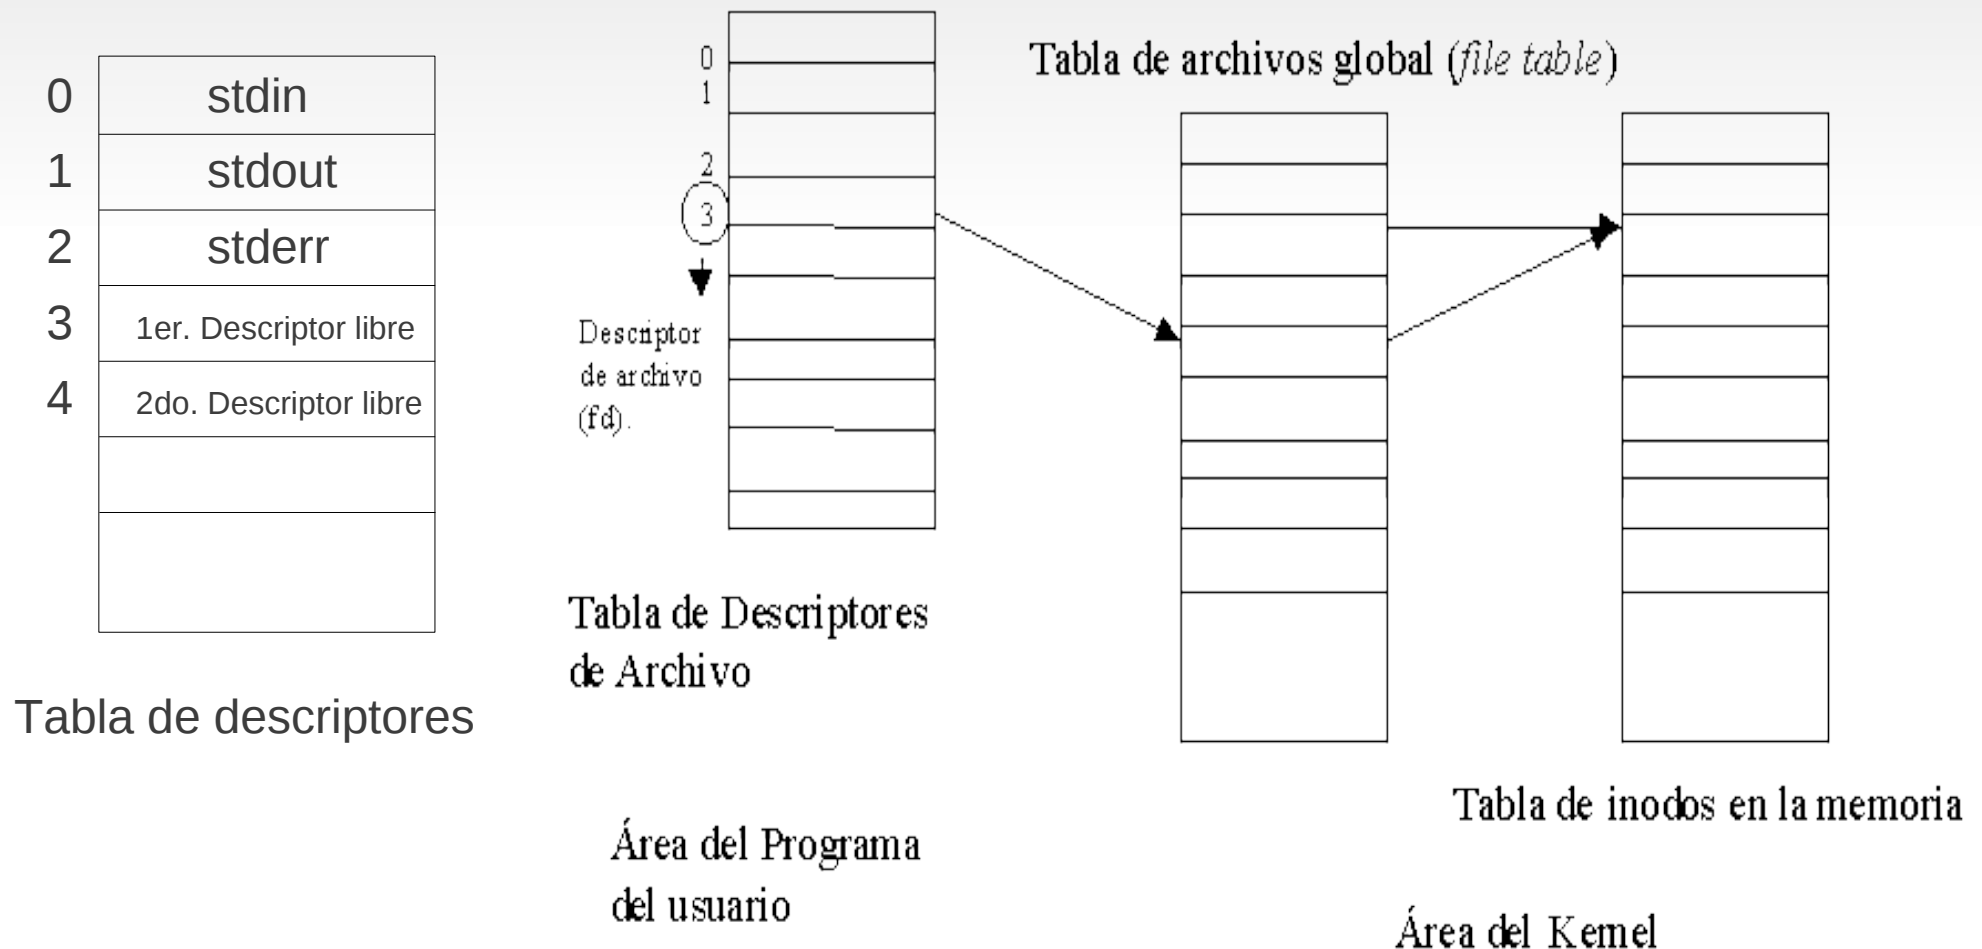 0
stdin
1
stdout
2
stderr
3
1er. Descriptor libre
4
2do. Descriptor libre
Tabla de descriptores
0
1
2
3
Descriptor
de archivo
(fd).
Tabla de Descriptores
de Archivo
Área del Programa
del usuario
Tabla de archivos global (file table)
Tabla de inodos en la memoria
Área del Kernel